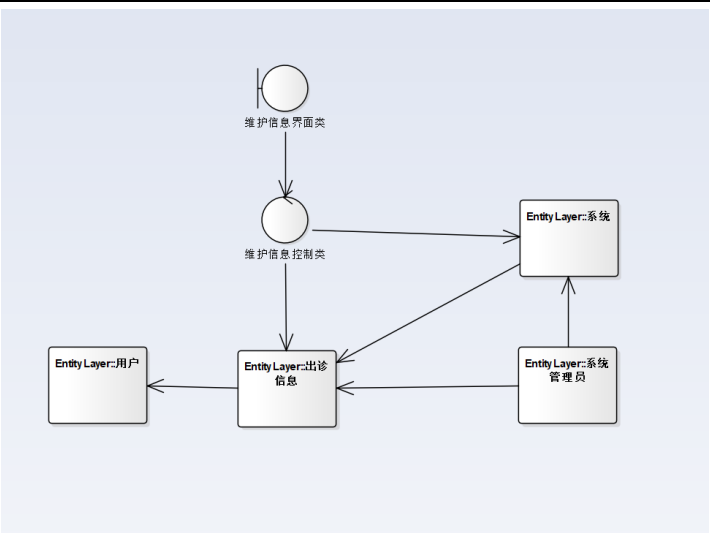 维护信息界面类
Entity Layer::系统
维护信息控制类
Entity Layer::用户
Entity Layer::出诊
信息
Entity Layer::系统
管理员